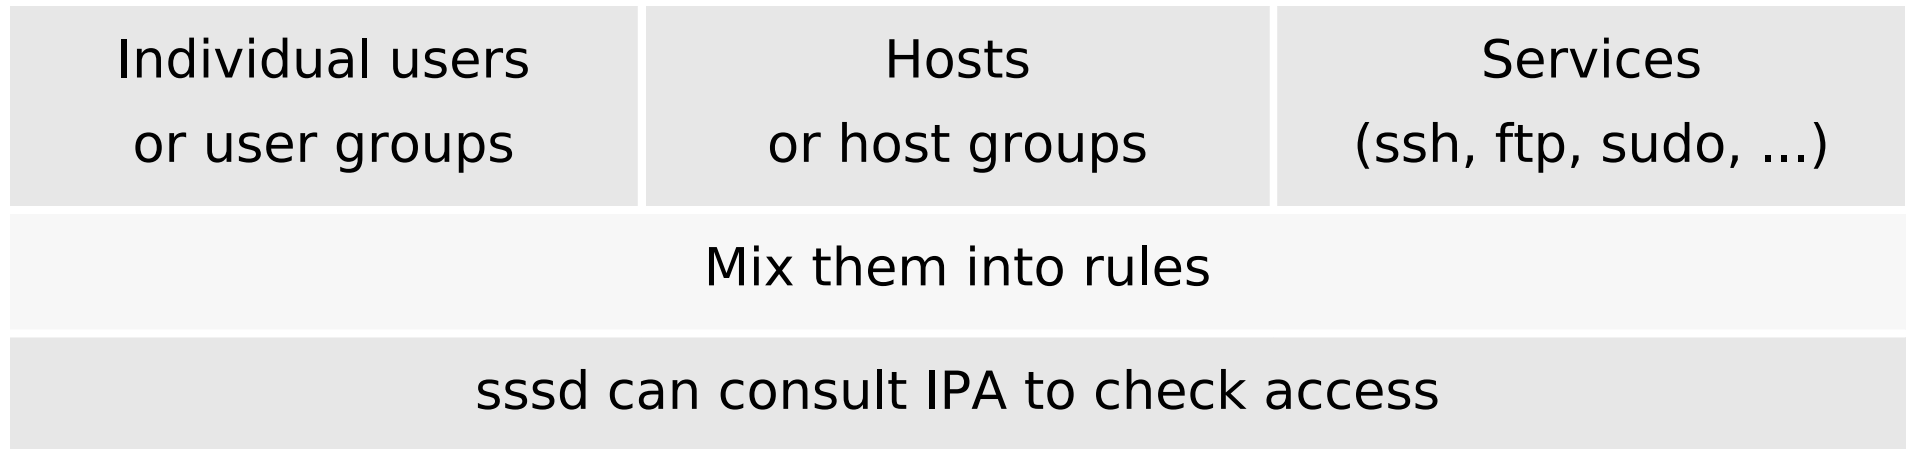 Individual users
or user groups
Hosts
or host groups
Services
(ssh, ftp, sudo, ...)
Mix them into rules
sssd can consult IPA to check access